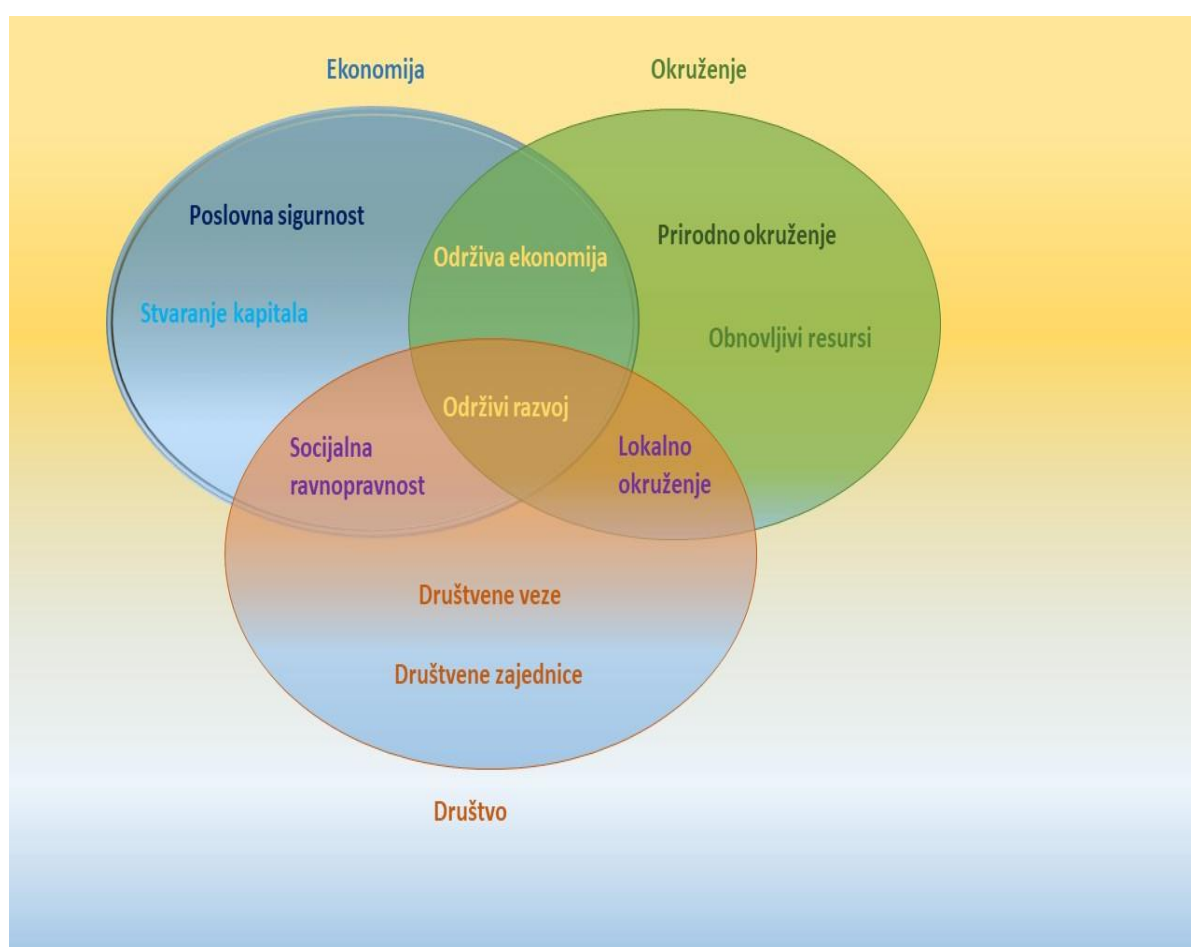 Ekonomija
Okruženje
Poslovna sigurnost
Prirodno okruženje
Održiva ekonomija
Stvaranje kapitala
Obnovljivi resursi
Održivi razvoj
Socijalna
ravnopravnost
Lokalno
okruženje
Društvene veze
Društvene zajednice
Društvo